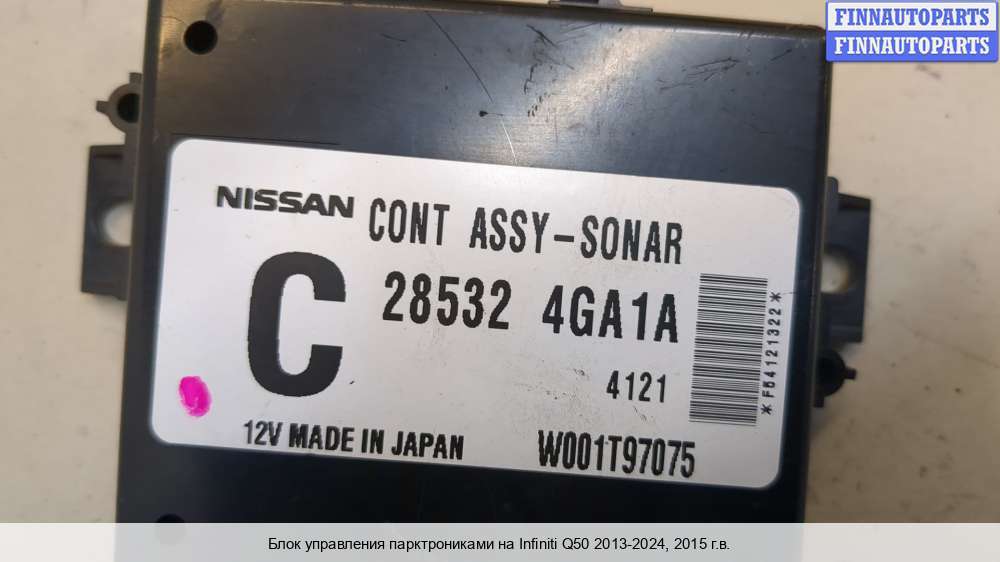 FINNAUTOPARTS
FINNAUTOPARTS
NISSAN CONT ASSY-SONAR
C 28532 4GA1A
4121
*F54121322*
12V MADE IN JAPAN W001T97075
Блок управления парктрониками на Infiniti Q50 2013-2024, 2015 г.в.